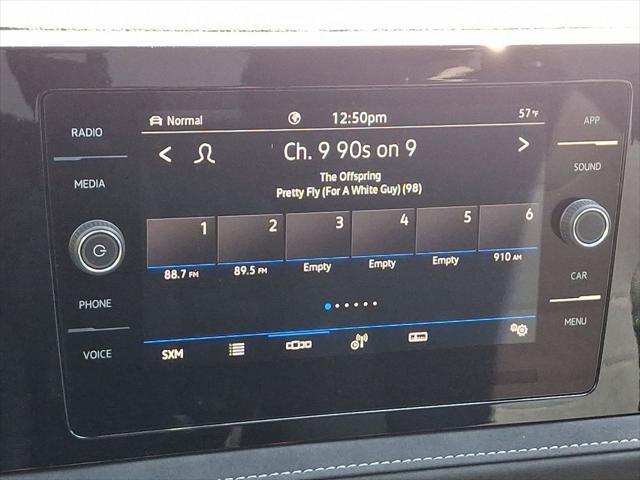 RADIO
MEDIA
PHONE
VOICE
Normal
12:50pm
57°F
< Ch. 9 90s on 9 >
The Offspring
Pretty Fly (For A White Guy) (98)
1 2 3 4 5 6
88.7 FM 89.5 FM Empty Empty Empty 910 AM
SXM
APP
SOUND
CAR
MENU